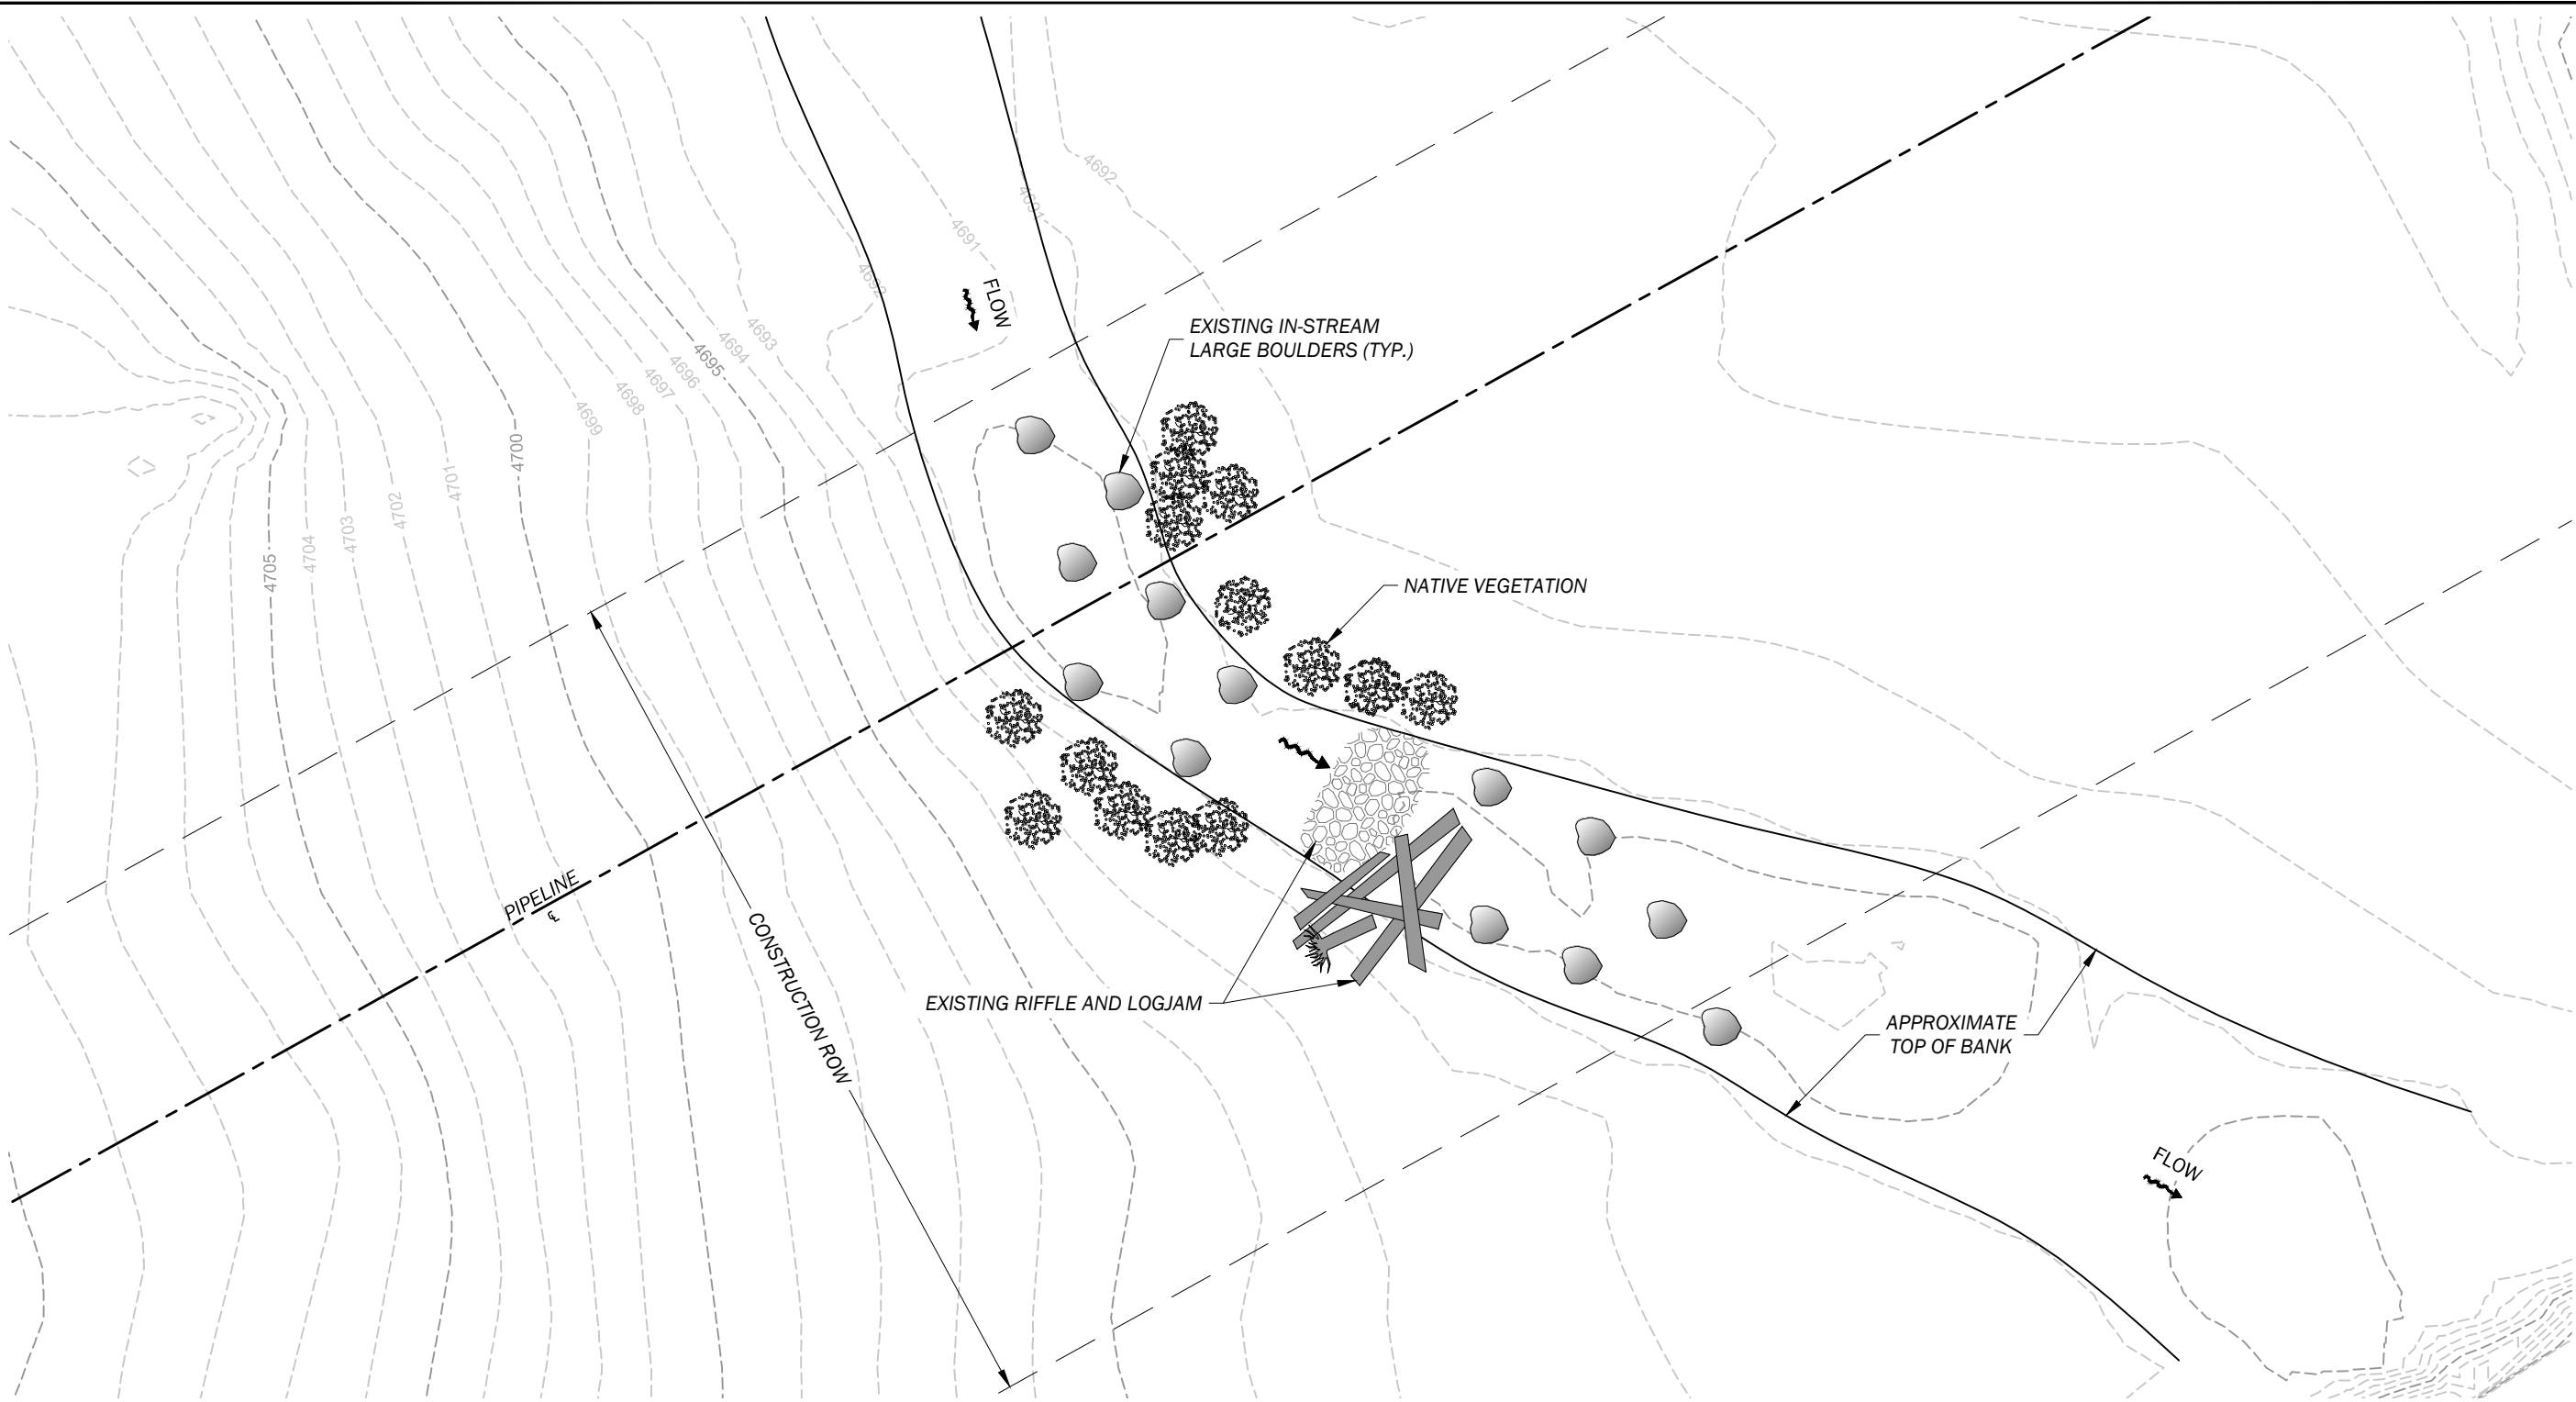 4692
4691
4691
4692
FLOW
EXISTING IN-STREAM
LARGE BOULDERS (TYP.)
4693
4694
4695
4696
4697
4698
4699
4700
4701
4702
4703
4704
4705
NATIVE VEGETATION
PIPELINE
℄
CONSTRUCTION ROW
EXISTING RIFFLE AND LOGJAM
APPROXIMATE
TOP OF BANK
FLOW